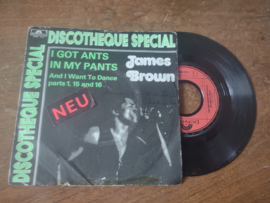 DISCOTHEQUE SPECIAL
DISCOTHEQUE SPECIAL
I GOT ANTS
IN MY PANTS
And I Want To Dance
parts 1, 15 and 16
James
Brown
NEU